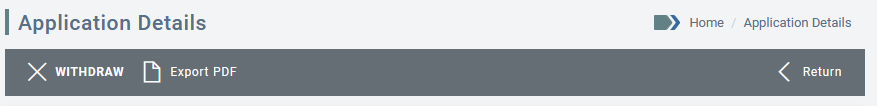 Application Details
Home / Application Details
WITHDRAW Export PDF Return